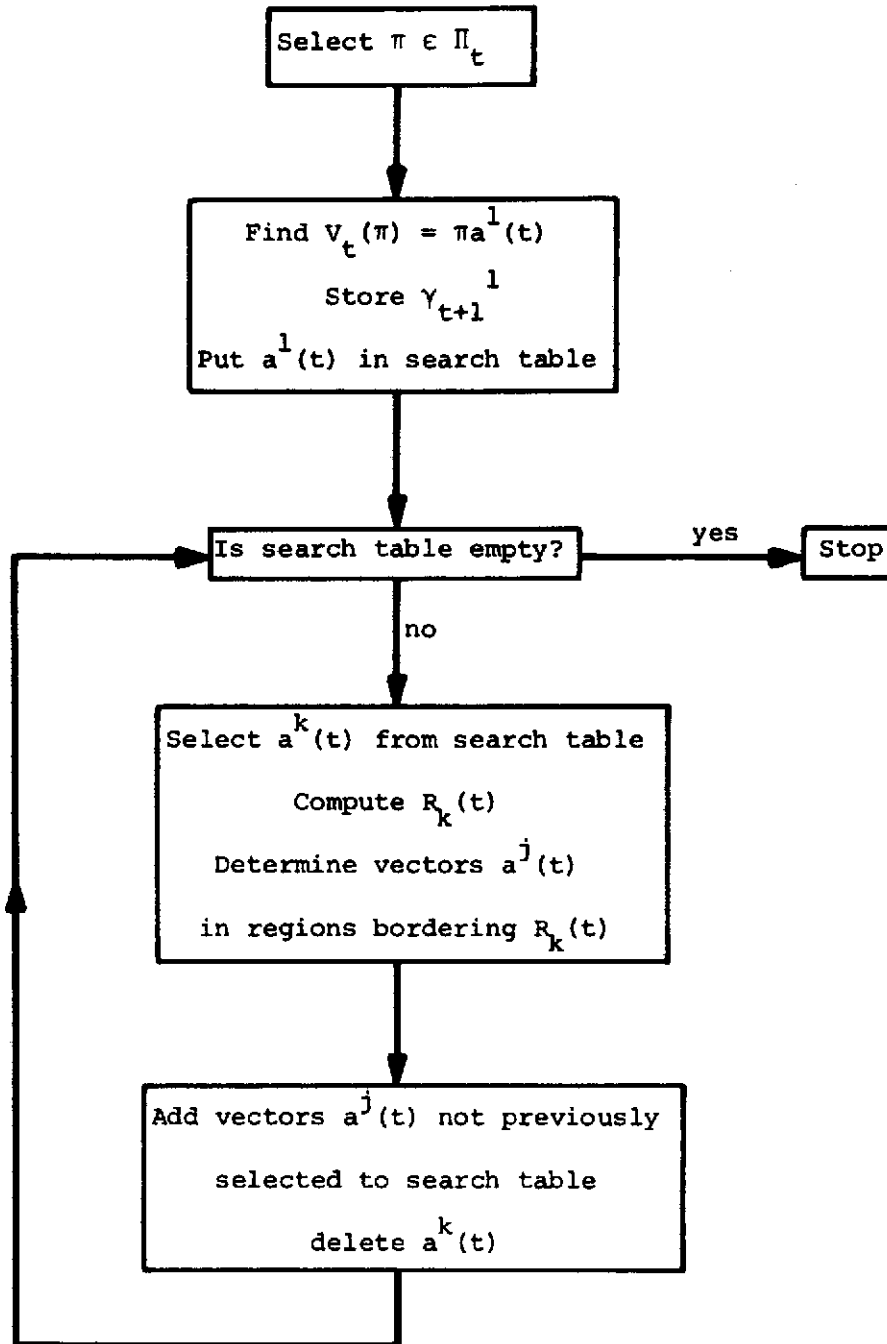 Select π ε Π_t
Find V_t(π) = πa^1(t)
Store γ_{t+1}^1
Put a^1(t) in search table
Is search table empty?
yes
Stop
no
Select a^k(t) from search table
Compute R_k(t)
Determine vectors a^j(t)
in regions bordering R_k(t)
Add vectors a^j(t) not previously
selected to search table
delete a^k(t)